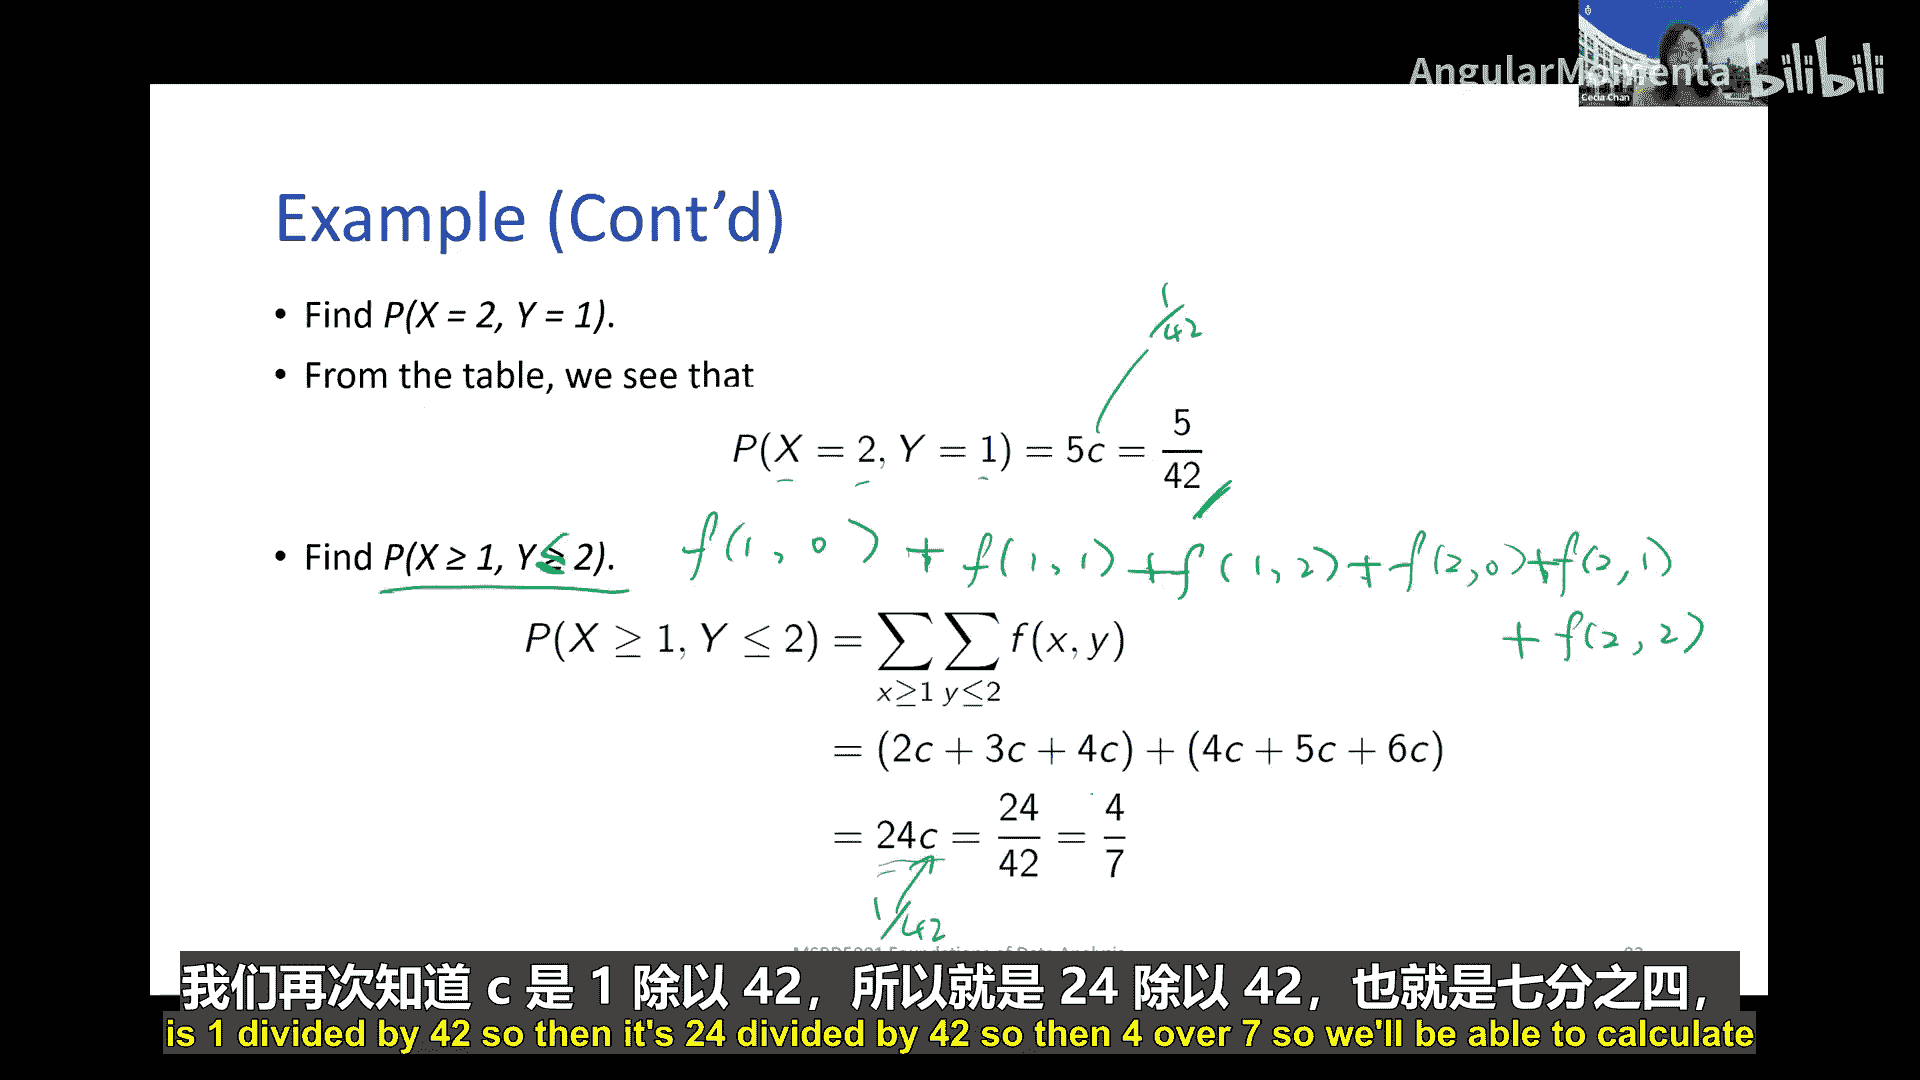 AngularMomenta bilibili
Cecia Chan
Example (Cont’d)
1/42
• Find P(X = 2, Y = 1).
• From the table, we see that
P(X = 2, Y = 1) = 5c = 5/42
• Find P(X ≥ 1, Y ≤ 2). f(1, 0) + f(1, 1) + f(1, 2) + f(2, 0) + f(2, 1)
+ f(2, 2)
P(X ≥ 1, Y ≤ 2) = ∑x≥1 ∑y≤2 f(x, y)
= (2c + 3c + 4c) + (4c + 5c + 6c)
= 24c = 24/42 = 4/7
1/42
我们再次知道 c 是 1 除以 42，所以就是 24 除以 42，也就是七分之四，
is 1 divided by 42 so then it's 24 divided by 42 so then 4 over 7 so we'll be able to calculate